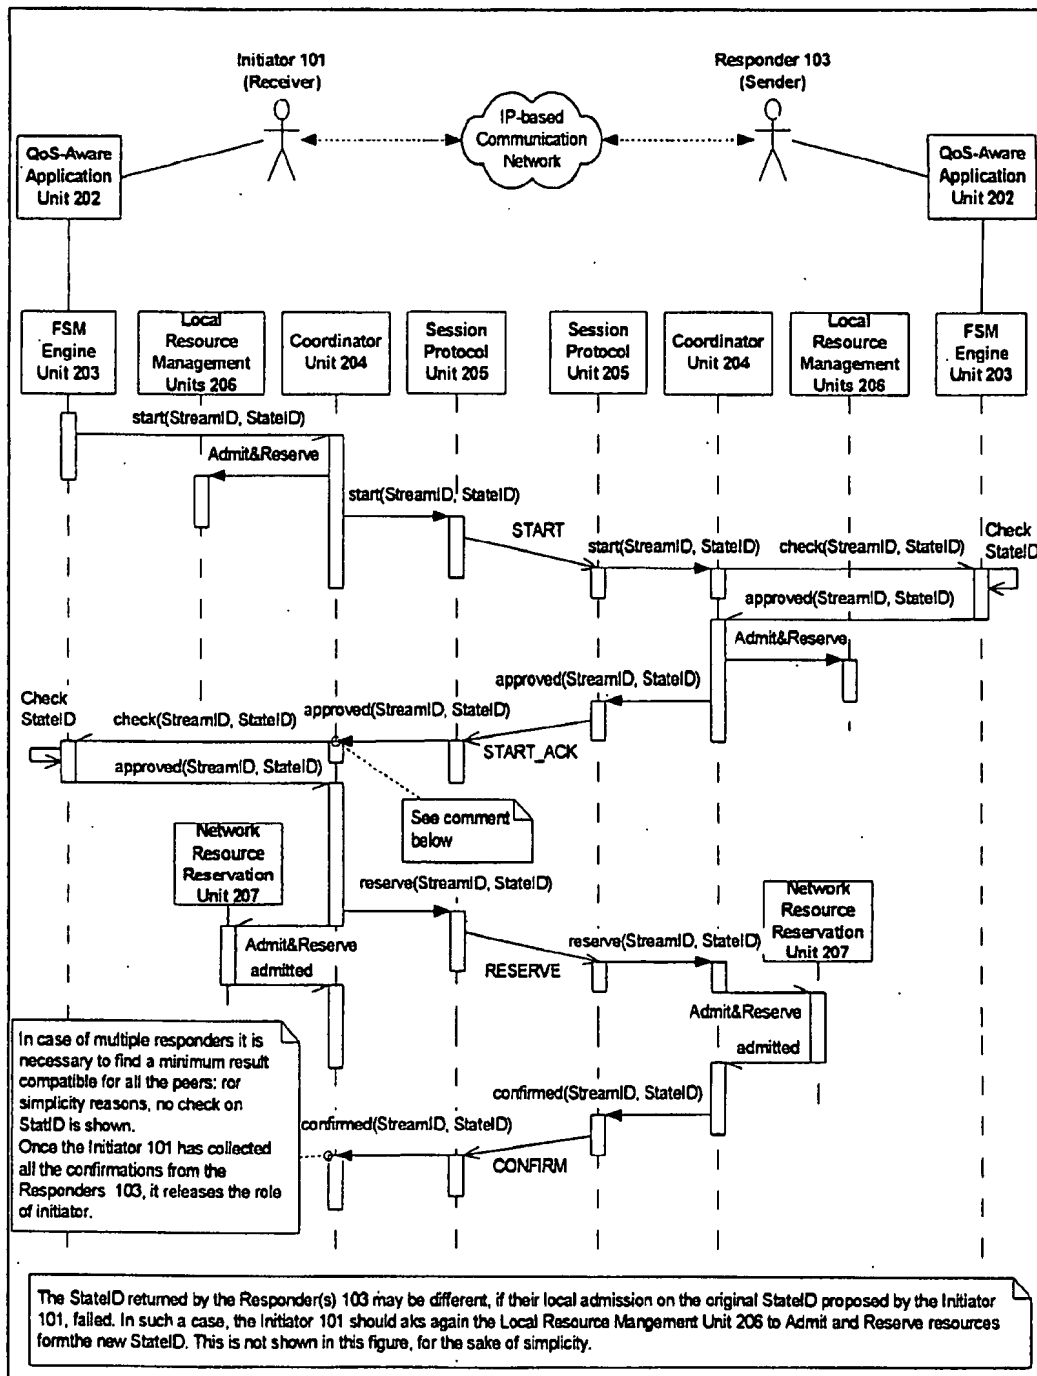 Initiator 101
(Receiver)
Responder 103
(Sender)
IP-based
Communication
Network
QoS-Aware
Application
Unit 202
QoS-Aware
Application
Unit 202
FSM
Engine
Unit 203
Local
Resource
Management
Units 206
Coordinator
Unit 204
Session
Protocol
Unit 205
Session
Protocol
Unit 205
Coordinator
Unit 204
Local
Resource
Management
Units 206
FSM
Engine
Unit 203
start(StreamID, StateID)
Admit&Reserve
start(StreamID, StateID)
START
start(StreamID, StateID)
check(StreamID, StateID)
Check
StateID
approved(StreamID, StateID)
Admit&Reserve
approved(StreamID, StateID)
START_ACK
approved(StreamID, StateID)
check(StreamID, StateID)
Check
StateID
approved(StreamID, StateID)
See comment
below
Network
Resource
Reservation
Unit 207
reserve(StreamID, StateID)
Admit&Reserve
admitted
RESERVE
reserve(StreamID, StateID)
Network
Resource
Reservation
Unit 207
Admit&Reserve
admitted
confirmed(StreamID, StateID)
CONFIRM
confirmed(StreamID, StateID)
In case of multiple responders it is
necessary to find a minimum result
compatible for all the peers: ror
simplicity reasons, no check on
StatID is shown.
Once the Initiator 101 has collected
all the confirmations from the
Responders 103, it releases the role
of initiator.
The StateID returned by the Responder(s) 103 may be different, if their local admission on the original StateID proposed by the Initiator
101, failed. In such a case, the Initiator 101 should aks again the Local Resource Mangement Unit 206 to Admit and Reserve resources
formthe new StateID. This is not shown in this figure, for the sake of simplicity.